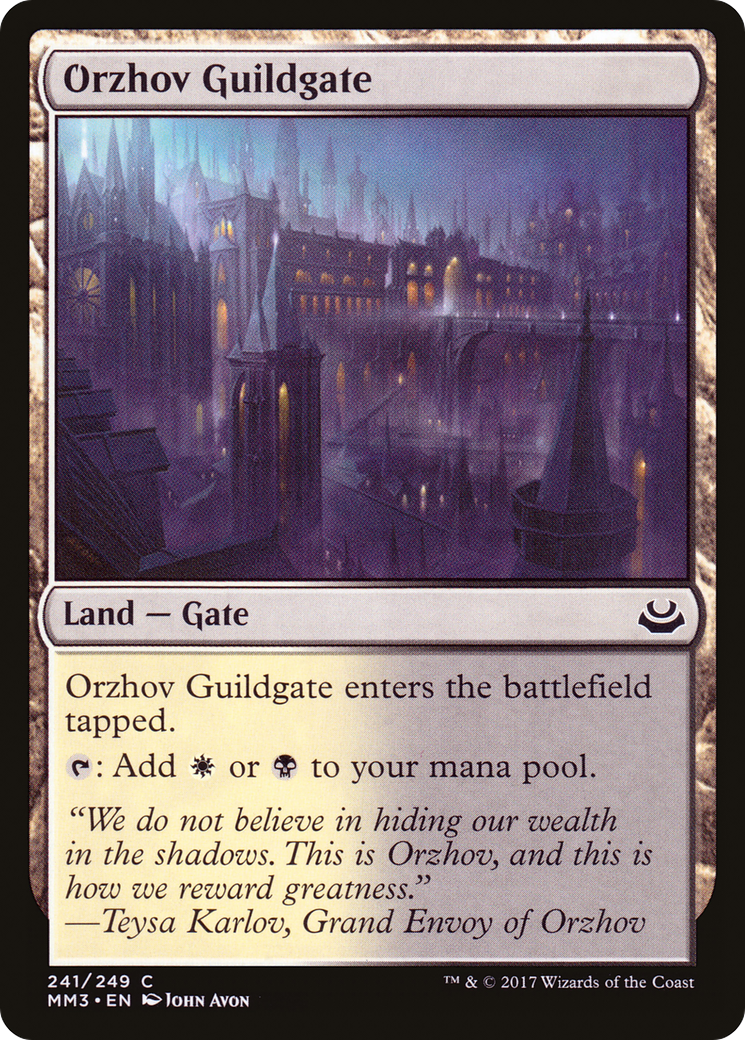 Orzhov Guildgate
Land — Gate
Orzhov Guildgate enters the battlefield
tapped.
: Add or to your mana pool.
“We do not believe in hiding our wealth
in the shadows. This is Orzhov, and this is
how we reward greatness.”
—Teysa Karlov, Grand Envoy of Orzhov
241/249 C
™ & © 2017 Wizards of the Coast
MM3 • EN John Avon